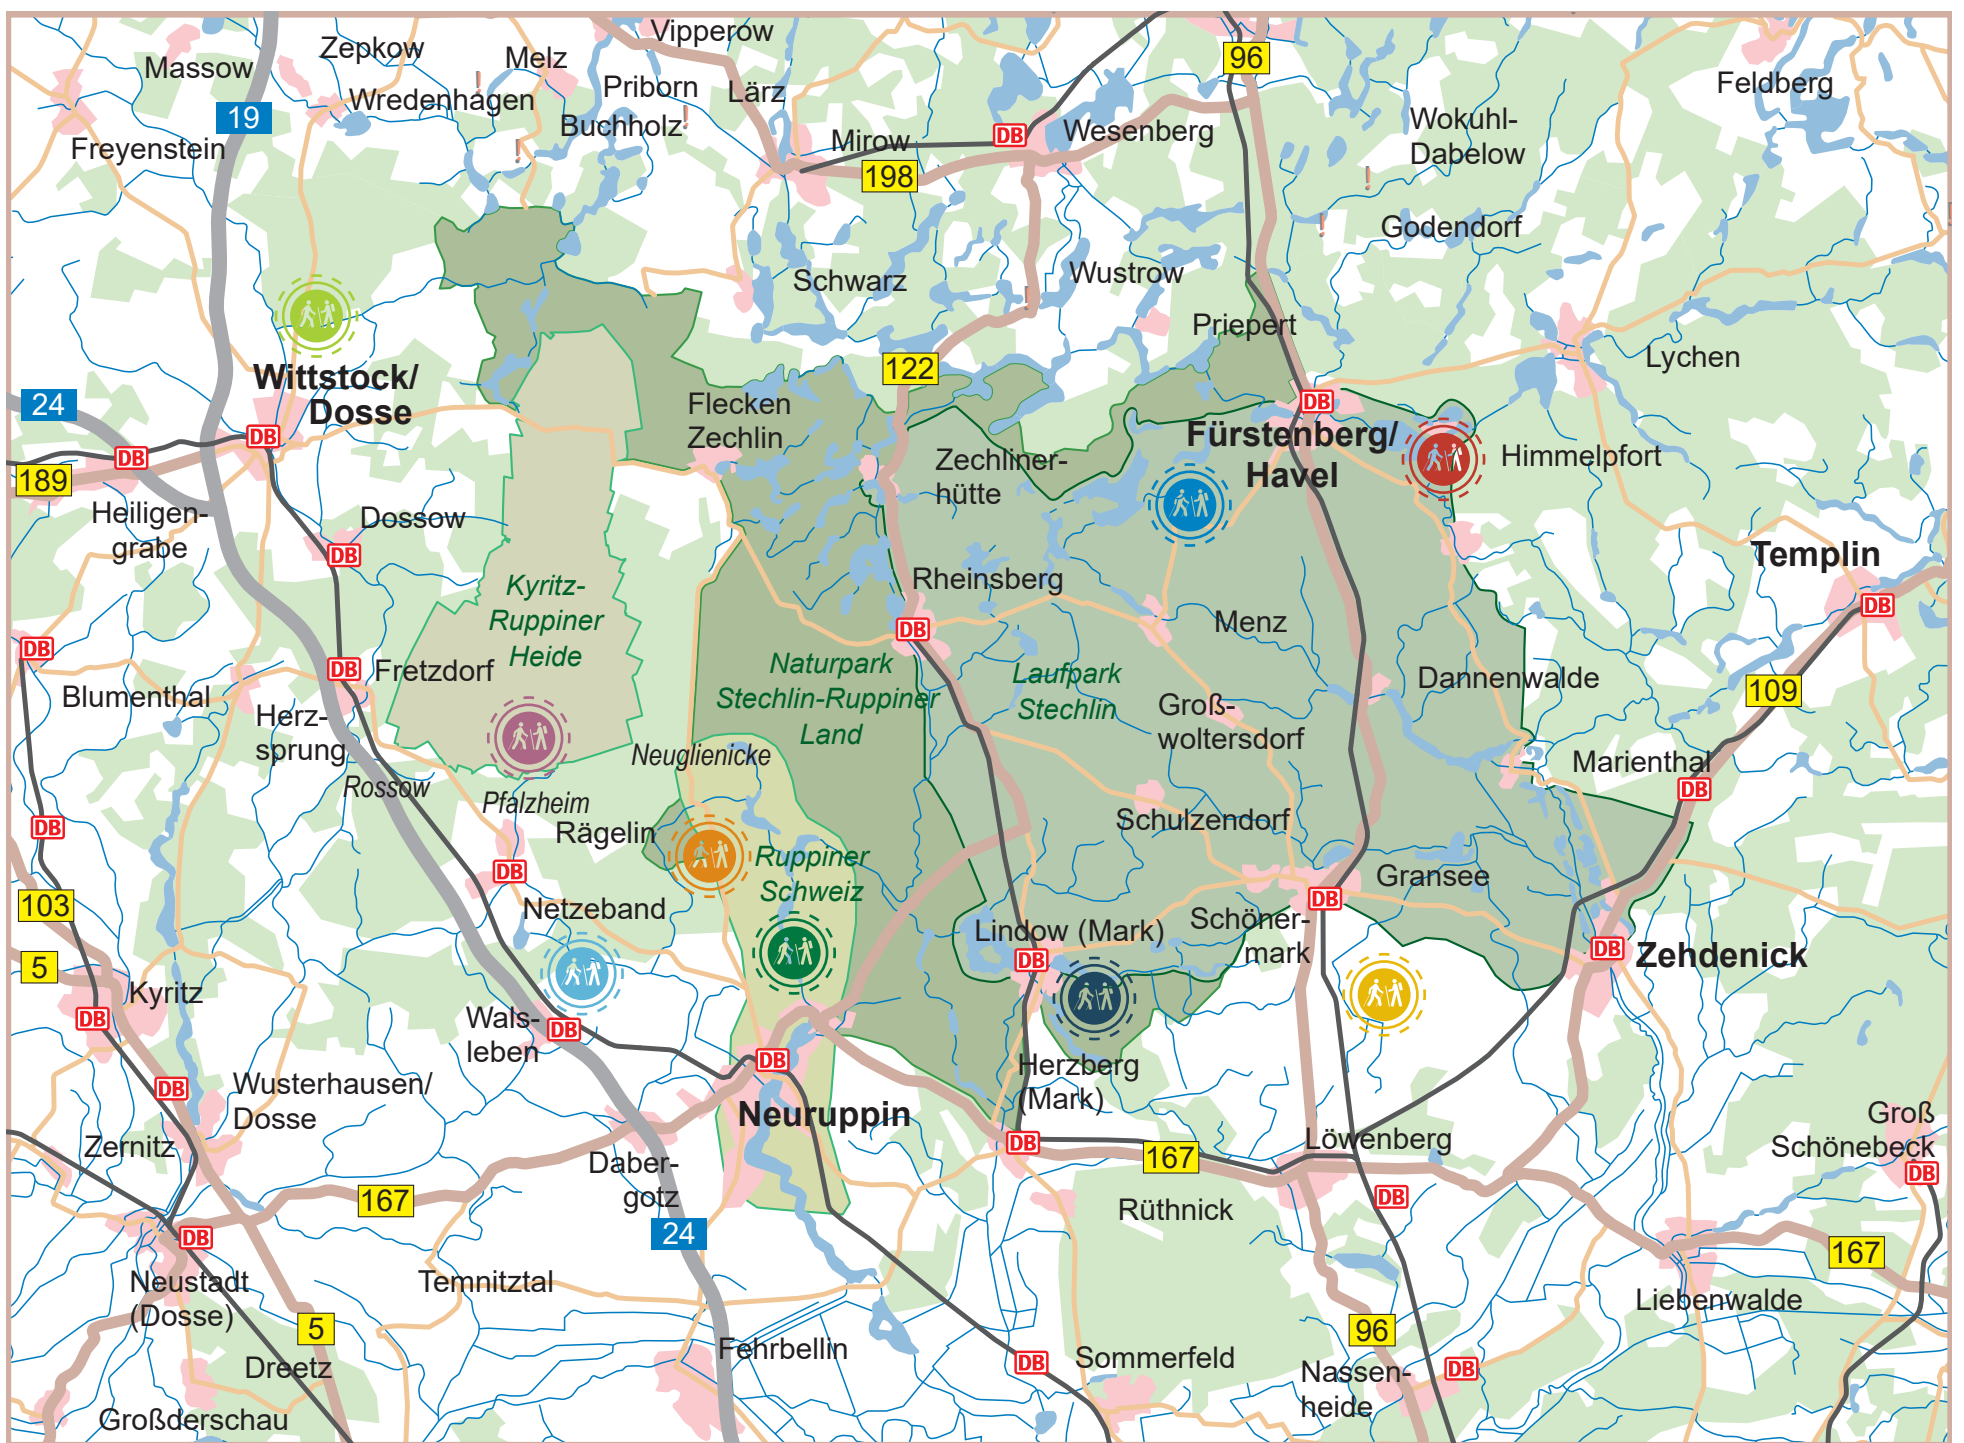 Vipperow
Zepkow
Melz
Massow
96
Priborn
Lärz
Feldberg
Wredenhagen
19
Buchholz
Wokuhl-
Dabelow
Freyenstein
Mirow
DB
Wesenberg
198
Godendorf
Schwarz
Wustrow
Priepert
Lychen
Wittstock/
Dosse
122
24
Flecken
Zechlin
DB
Fürstenberg/
Havel
DB
DB
Himmelpfort
189
Zechliner-
hütte
Heiligen-
grabe
Dossow
DB
Templin
Kyritz-
Ruppiner
Heide
Rheinsberg
DB
DB
Menz
DB
DB
Fretzdorf
Naturpark
Stechlin-Ruppiner
Land
Laufpark
Stechlin
Dannenwalde
109
Blumenthal
Herz-
sprung
Groß-
woltersdorf
Neuglienicke
Marienthal
DB
Rossow
Pfalzheim
Rägelin
Schulzendorf
DB
Ruppiner
Schweiz
DB
Gransee
DB
103
Netzeband
Schöner-
mark
Lindow (Mark)
DB
DB
Zehdenick
5
Kyritz
DB
Wals-
leben
DB
DB
Herzberg
(Mark)
DB
Wusterhausen/
Dosse
Neuruppin
Groß
Schönebeck
DB
Zernitz
DB
167
Löwenberg
Daber-
gotz
167
DB
Rüthnick
24
DB
167
Neustadt
(Dosse)
Temnitztal
Liebenwalde
5
96
Fehrbellin
DB
Sommerfeld
Nassen-
heide
DB
Dreetz
Großderschau